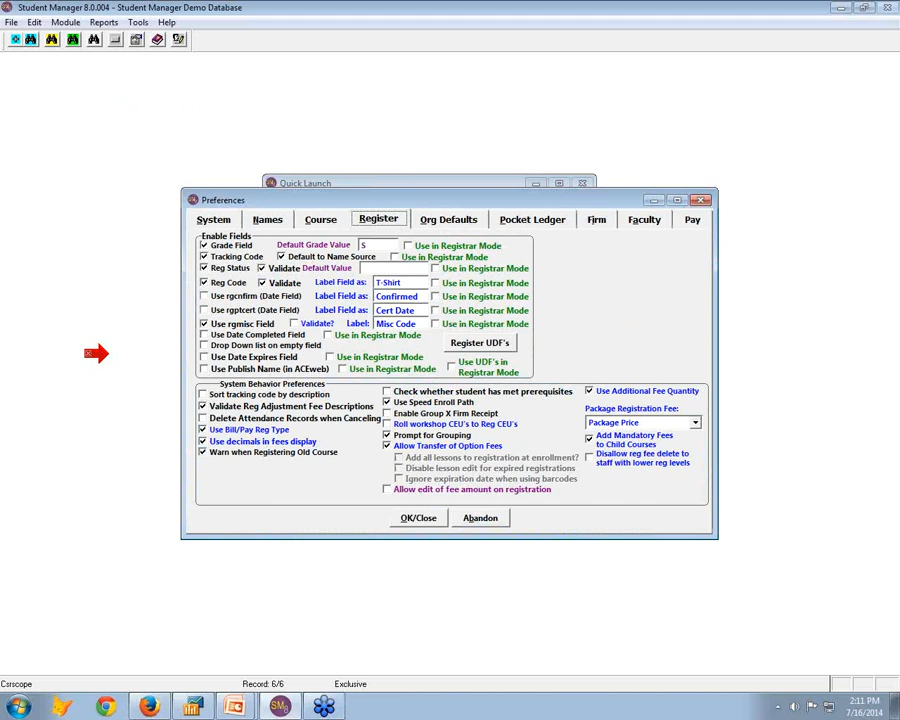 Student Manager 8.0.004 - Student Manager Demo Database
File Edit Module Reports Tools Help
Quick Launch
Preferences
System Names Course Register Org Defaults Pocket Ledger Firm Faculty Pay
Enable Fields
Grade Field Default Grade Value S Use in Registrar Mode
Tracking Code Default to Name Source Use in Registrar Mode
Reg Status Validate Default Value Use in Registrar Mode
Reg Code Validate Label Field as: T-Shirt Use in Registrar Mode
Use rgcnfirm (Date Field) Label Field as: Confirmed Use in Registrar Mode
Use rgptcert (Date Field) Label Field as: Cert Date Use in Registrar Mode
Use rgmisc Field Validate? Label: Misc Code Use in Registrar Mode
Use Date Completed Field Use in Registrar Mode
Drop Down list on empty field
Register UDF's
Use Date Expires Field Use in Registrar Mode
Use Publish Name (in ACEweb) Use in Registrar Mode
Use UDF's in
Registrar Mode
System Behavior Preferences
Sort tracking code by description
Validate Reg Adjustment Fee Descriptions
Delete Attendance Records when Canceling
Use Bill/Pay Reg Type
Use decimals in fees display
Warn when Registering Old Course
Check whether student has met prerequisites
Use Speed Enroll Path
Enable Group X Firm Receipt
Roll workshop CEU's to Reg CEU's
Prompt for Grouping
Allow Transfer of Option Fees
Add all lessons to registration at enrollment?
Disable lesson edit for expired registrations
Ignore expiration date when using barcodes
Allow edit of fee amount on registration
Use Additional Fee Quantity
Package Registration Fee:
Package Price
Add Mandatory Fees
to Child Courses
Disallow reg fee delete to
staff with lower reg levels
OK/Close Abandon
Csrscope Record: 6/6 Exclusive
2:11 PM
7/16/2014